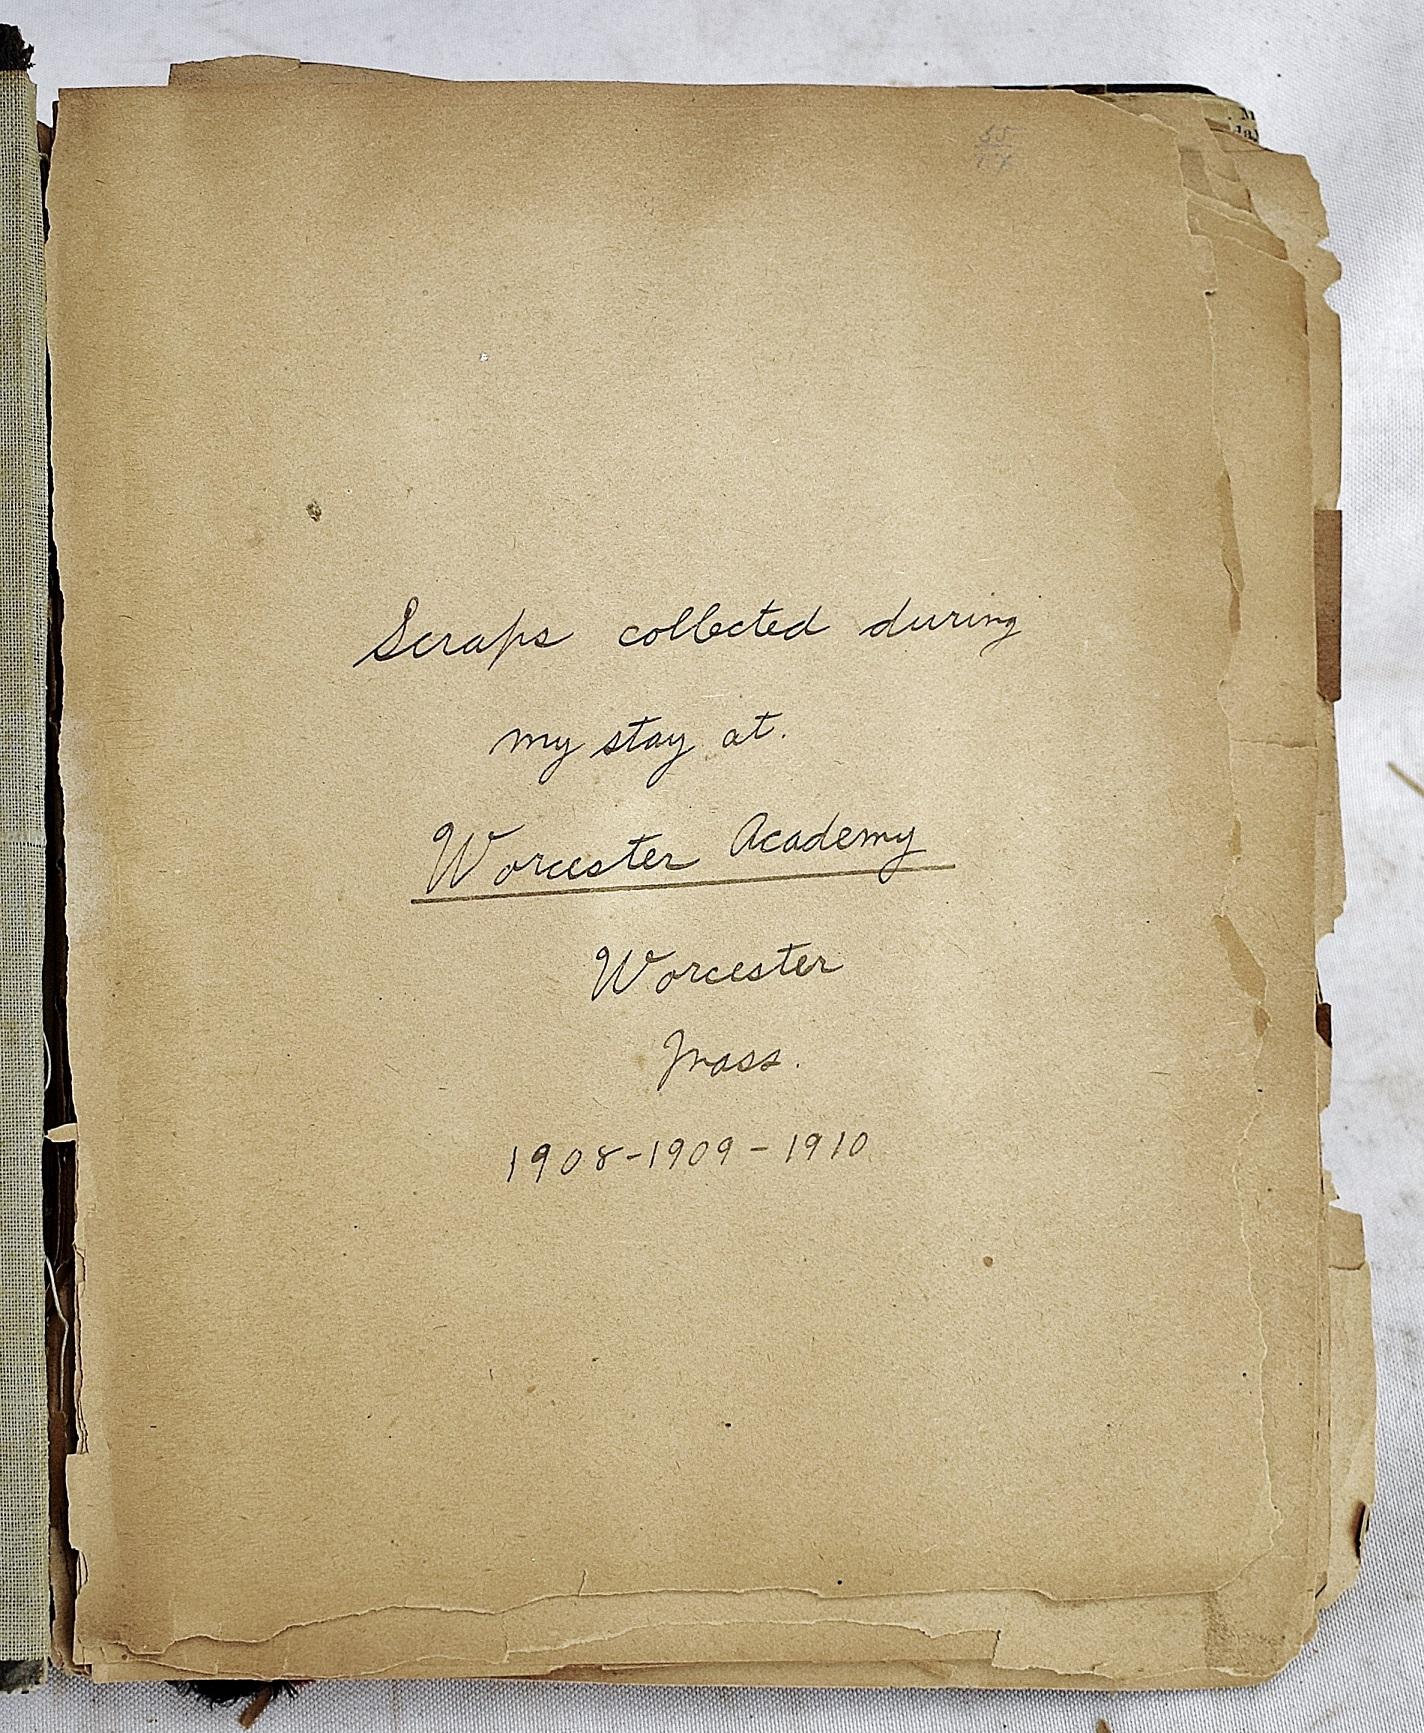 Scraps collected during
my stay at.
Worcester Academy
Worcester
Mass.
1908-1909-1910